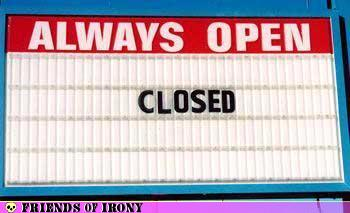 ALWAYS OPEN
CLOSED
FRIENDS OF IRONY